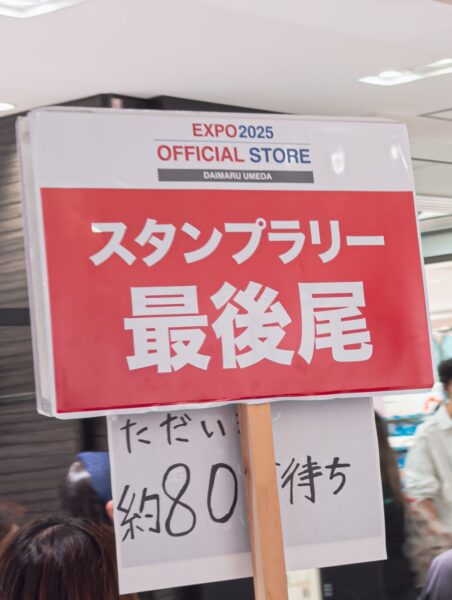 EXPO2025
OFFICIAL STORE
DAIMARU UMEDA
スタンプラリー
最後尾
ただい
約80 待ち